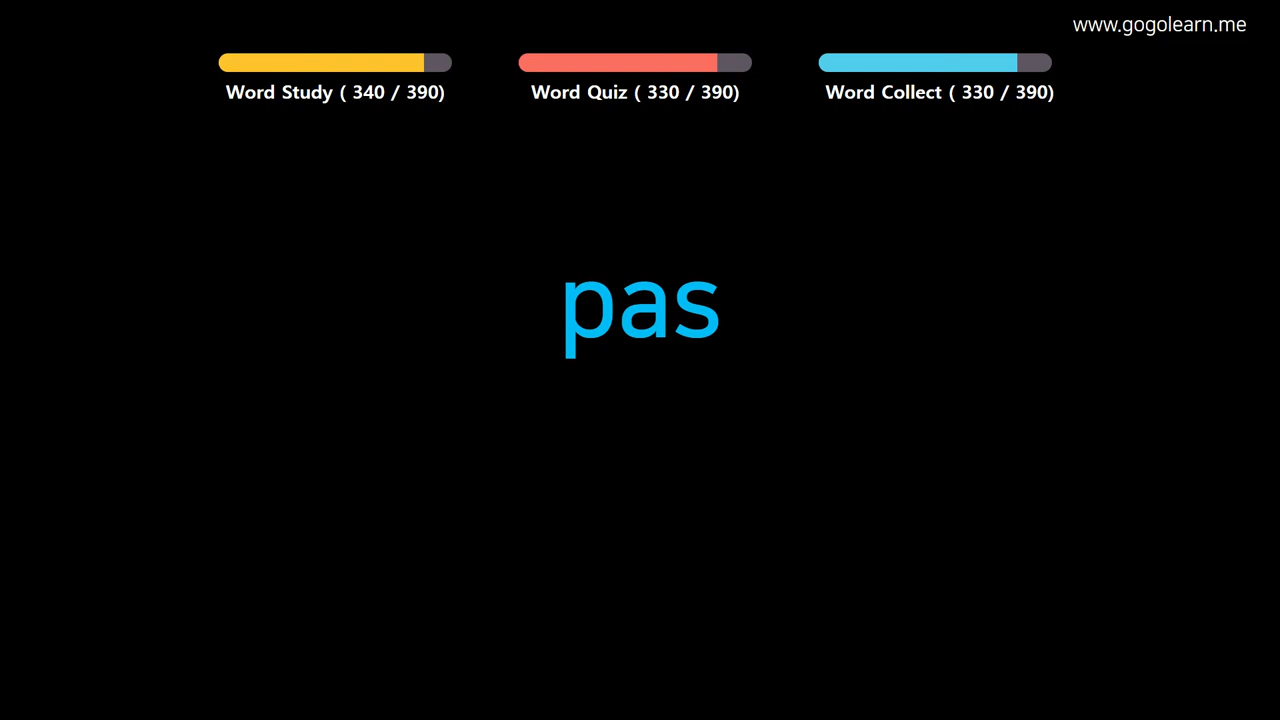 www.gogolearn.me
Word Study ( 340 / 390) Word Quiz ( 330 / 390) Word Collect ( 330 / 390)
pas